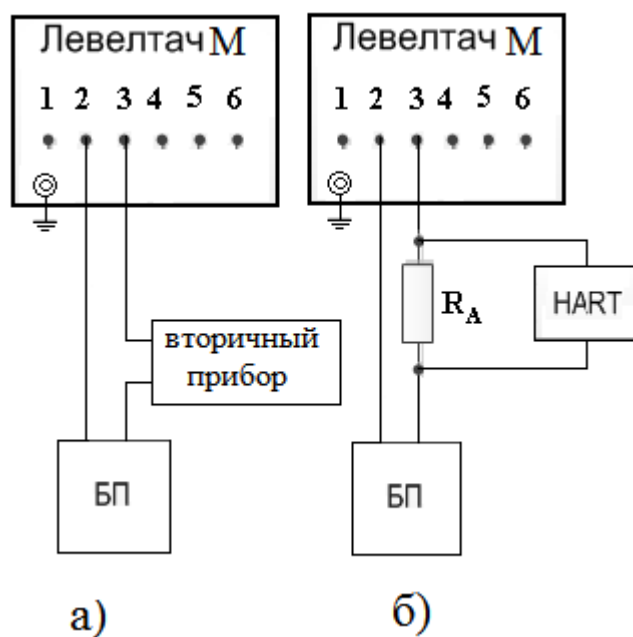 Левелтач М
1 2 3 4 5 6
вторичный
прибор
БП
а)
Левелтач М
1 2 3 4 5 6
R_A
HART
БП
б)